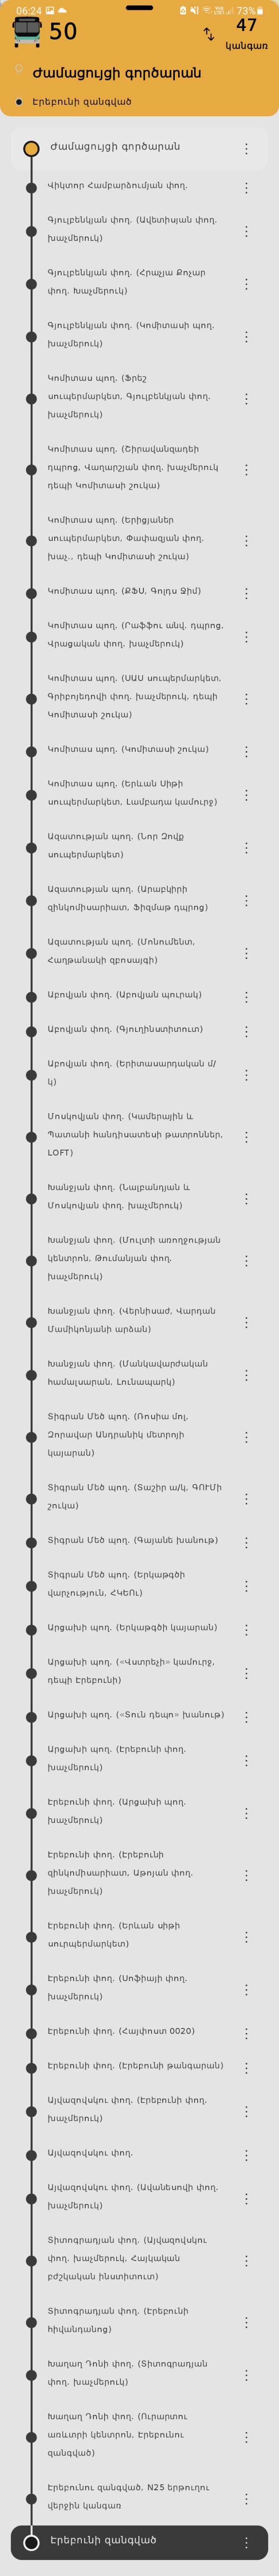 06:24 73%
50
47
կանգառ
Ժամացույցի գործարան
Էրեբունի զանգված
Ժամացույցի գործարան
Վիկտոր Համբարձումյան փող.
Գյուլբենկյան փող. (Ավետիսյան փող.
խաչմերուկ)
Գյուլբենկյան փող. (Հրաչյա Քոչար
փող. Խաչմերուկ)
Գյուլբենկյան փող. (Կոմիտասի պող.
խաչմերուկ)
Կոմիտաս պող. (Ֆրեշ
սուպերմարկետ, Գյուլբենկյան փող.
խաչմերուկ)
Կոմիտաս պող. (Շիրավանզադեի
դպրոց, Վաղարշյան փող. խաչմերուկ
դեպի Կոմիտասի շուկա)
Կոմիտաս պող. (Երիցյաներ
սուպերմարկետ, Փափազյան փող.
խաչ., դեպի Կոմիտասի շուկա)
Կոմիտաս պող. (ՔՖՍ, Գոլդս Ջիմ)
Կոմիտաս պող. (Րաֆֆու անվ. դպրոց,
Վրացական փող. խաչմերուկ)
Կոմիտաս պող. (ՍԱՍ սուպերմարկետ,
Գրիբոյեդովի փող. խաչմերուկ, դեպի
Կոմիտասի շուկա)
Կոմիտաս պող. (Կոմիտասի շուկա)
Կոմիտաս պող. (Երևան Սիթի
սուպերմարկետ, Լամբադա կամուրջ)
Ազատության պող. (Նոր Զովք
սուպերմարկետ)
Ազատության պող. (Արաբկիրի
զինկոմիսարիատ, Ֆիզմաթ դպրոց)
Ազատության պող. (Մոնումենտ,
Հաղթանակի զբոսայգի)
Աբովյան փող. (Աբովյան պուրակ)
Աբովյան փող. (Գյուղինստիտուտ)
Աբովյան փող. (Երիտասարդական մ/
կ)
Մոսկովյան փող. (Կամերային և
Պատանի հանդիսատեսի թատրոններ,
LOFT)
Խանջյան փող. (Նալբանդյան և
Մոսկովյան փող. խաչմերուկ)
Խանջյան փող. (Մուլտի առողջության
կենտրոն, Թումանյան փող.
խաչմերուկ)
Խանջյան փող. (Վերնիսաժ, Վարդան
Մամիկոնյանի արձան)
Խանջյան փող. (Մանկավարժական
համալսարան, Լունապարկ)
Տիգրան Մեծ պող. (Ռոսիա մոլ,
Զորավար Անդրանիկ մետրոյի
կայարան)
Տիգրան Մեծ պող. (Տաշիր ա/կ, ԳՈՒՄի
շուկա)
Տիգրան Մեծ պող. (Գայանե խանութ)
Տիգրան Մեծ պող. (Երկաթգծի
վարչություն, ՀԿԵՈւ)
Արցախի պող. (Երկաթգծի կայարան)
Արցախի պող. («Վստրեչի» կամուրջ,
դեպի Էրեբունի)
Արցախի պող. («Տուն դեպո» խանութ)
Արցախի պող. (Էրեբունի փող.
խաչմերուկ)
Էրեբունի փող. (Արցախի պող.
խաչմերուկ)
Էրեբունի փող. (Էրեբունի
զինկոմիսարիատ, Աթոյան փող.
խաչմերուկ)
Էրեբունի փող. (Երևան սիթի
սուրպերմարկետ)
Էրեբունի փող. (Սոֆիայի փող.
խաչմերուկ)
Էրեբունի փող. (Հայփոստ 0020)
Էրեբունի փող. (Էրեբունի թանգարան)
Այվազովսկու փող. (Էրեբունի փող.
խաչմերուկ)
Այվազովսկու փող.
Այվազովսկու փող. (Ավանեսովի փող.
խաչմերուկ)
Տիտոգրադյան փող. (Այվազովսկու
փող. խաչմերուկ, Հայկական
բժշկական ինստիտուտ)
Տիտոգրադյան փող. (Էրեբունի
հիվանդանոց)
Խաղաղ Դոնի փող. (Տիտոգրադյան
փող. խաչմերուկ)
Խաղաղ Դոնի փող. (Ուրարտու
առևտրի կենտրոն, Էրեբունու
զանգված)
Էրեբունու զանգված, N25 երթուղու
վերջին կանգառ
Էրեբունի զանգված